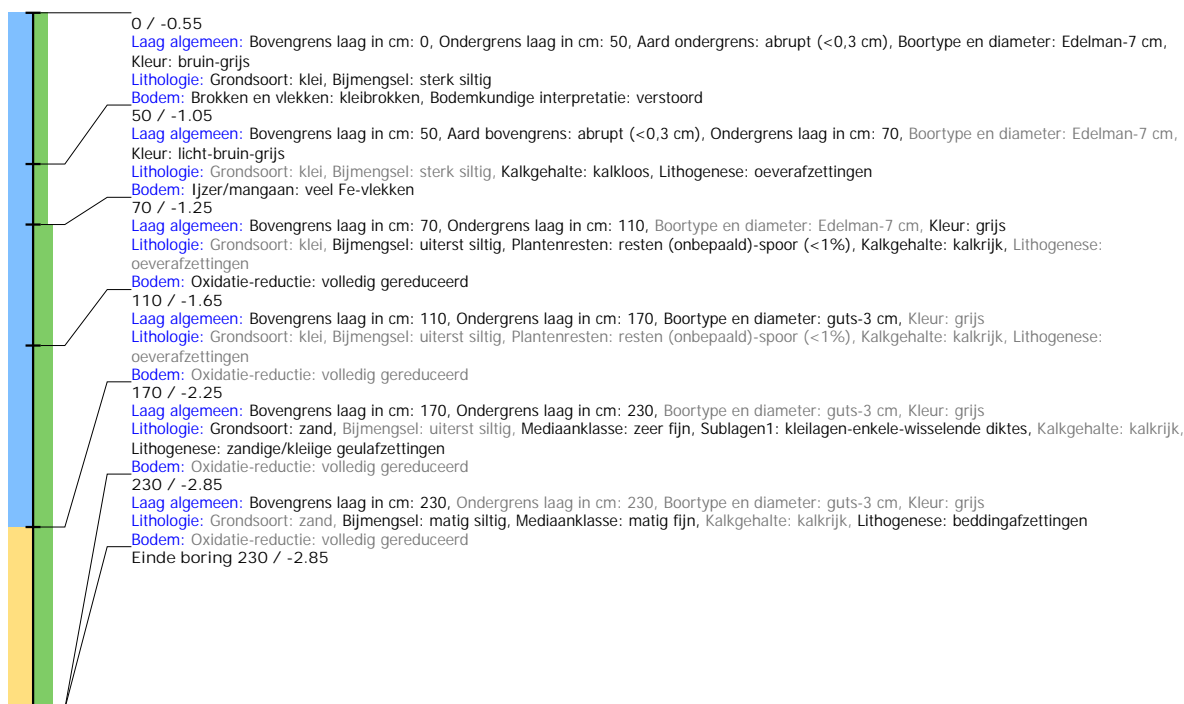 0 / -0.55
Laag algemeen: Bovengrens laag in cm: 0, Ondergrens laag in cm: 50, Aard ondergrens: abrupt (<0,3 cm), Boortype en diameter: Edelman-7 cm,
Kleur: bruin-grijs
Lithologie: Grondsoort: klei, Bijmengsel: sterk siltig
Bodem: Brokken en vlekken: kleibrokken, Bodemkundige interpretatie: verstoord
50 / -1.05
Laag algemeen: Bovengrens laag in cm: 50, Aard bovengrens: abrupt (<0,3 cm), Ondergrens laag in cm: 70, Boortype en diameter: Edelman-7 cm,
Kleur: licht-bruin-grijs
Lithologie: Grondsoort: klei, Bijmengsel: sterk siltig, Kalkgehalte: kalkloos, Lithogenese: oeverafzettingen
Bodem: Ijzer/mangaan: veel Fe-vlekken
70 / -1.25
Laag algemeen: Bovengrens laag in cm: 70, Ondergrens laag in cm: 110, Boortype en diameter: Edelman-7 cm, Kleur: grijs
Lithologie: Grondsoort: klei, Bijmengsel: uiterst siltig, Plantenresten: resten (onbepaald)-spoor (<1%), Kalkgehalte: kalkrijk, Lithogenese:
oeverafzettingen
Bodem: Oxidatie-reductie: volledig gereduceerd
110 / -1.65
Laag algemeen: Bovengrens laag in cm: 110, Ondergrens laag in cm: 170, Boortype en diameter: guts-3 cm, Kleur: grijs
Lithologie: Grondsoort: klei, Bijmengsel: uiterst siltig, Plantenresten: resten (onbepaald)-spoor (<1%), Kalkgehalte: kalkrijk, Lithogenese:
oeverafzettingen
Bodem: Oxidatie-reductie: volledig gereduceerd
170 / -2.25
Laag algemeen: Bovengrens laag in cm: 170, Ondergrens laag in cm: 230, Boortype en diameter: guts-3 cm, Kleur: grijs
Lithologie: Grondsoort: zand, Bijmengsel: uiterst siltig, Mediaanklasse: zeer fijn, Sublagen1: kleilagen-enkele-wisselende diktes, Kalkgehalte: kalkrijk,
Lithogenese: zandige/kleiige geulafzettingen
Bodem: Oxidatie-reductie: volledig gereduceerd
230 / -2.85
Laag algemeen: Bovengrens laag in cm: 230, Ondergrens laag in cm: 230, Boortype en diameter: guts-3 cm, Kleur: grijs
Lithologie: Grondsoort: zand, Bijmengsel: matig siltig, Mediaanklasse: matig fijn, Kalkgehalte: kalkrijk, Lithogenese: beddingafzettingen
Bodem: Oxidatie-reductie: volledig gereduceerd
Einde boring 230 / -2.85